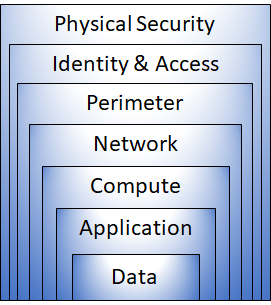 Physical Security
Identity & Access
Perimeter
Network
Compute
Application
Data